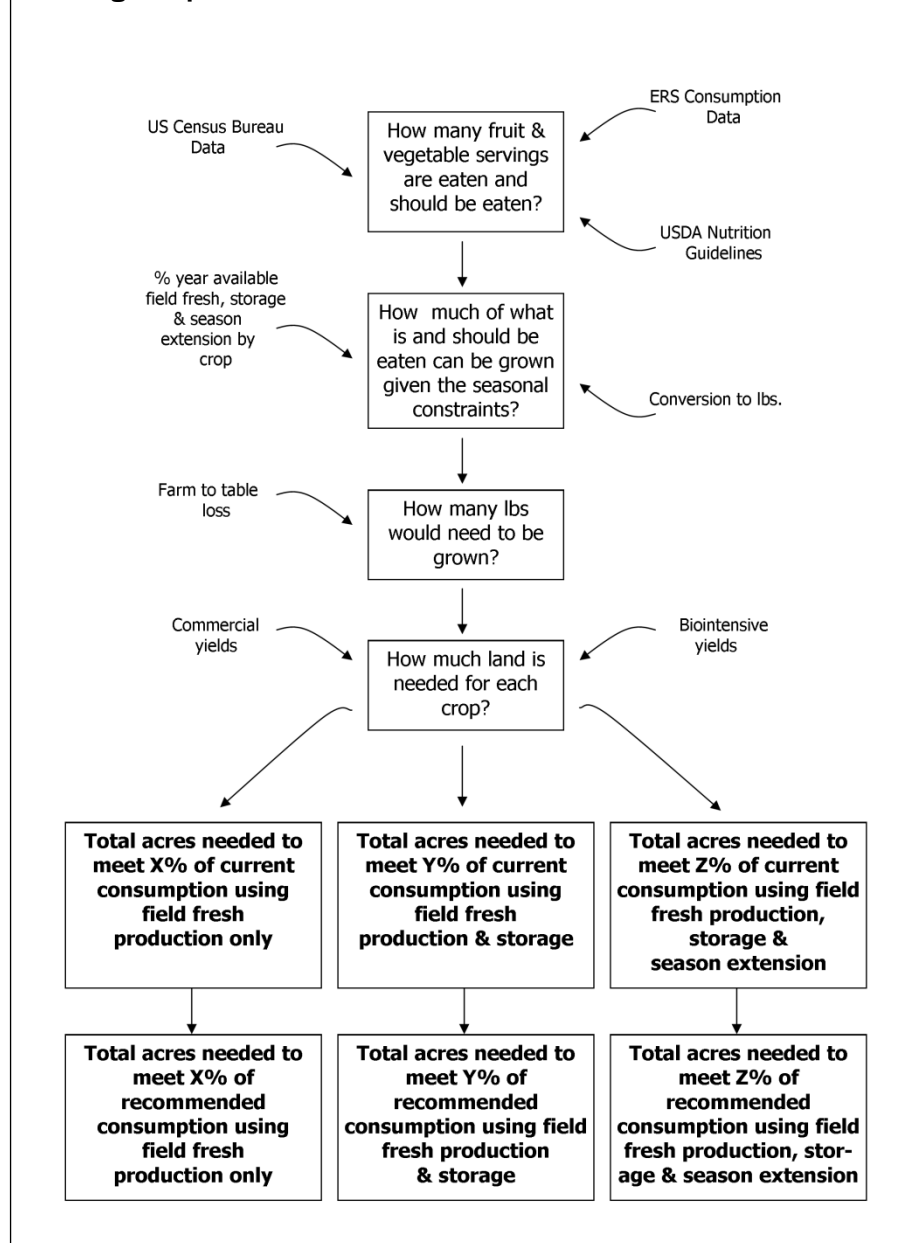 ERS Consumption
Data
US Census Bureau
Data
How many fruit &
vegetable servings
are eaten and
should be eaten?
USDA Nutrition
Guidelines
% year available
field fresh, storage
& season
extension by
crop
How much of what
is and should be
eaten can be grown
given the seasonal
constraints?
Conversion to lbs.
Farm to table
loss
How many lbs
would need to be
grown?
Commercial
yields
Biointensive
yields
How much land is
needed for each
crop?
Total acres needed to
meet X% of current
consumption using
field fresh
production only
Total acres needed to
meet Y% of current
consumption using
field fresh
production & storage
Total acres needed to
meet Z% of current
consumption using field
fresh production,
storage &
season extension
Total acres needed to
meet X% of
recommended
consumption using
field fresh
production only
Total acres needed to
meet Y% of
recommended
consumption using field
fresh production
& storage
Total acres needed to
meet Z% of
recommended
consumption using field
fresh production, stor-
age & season extension